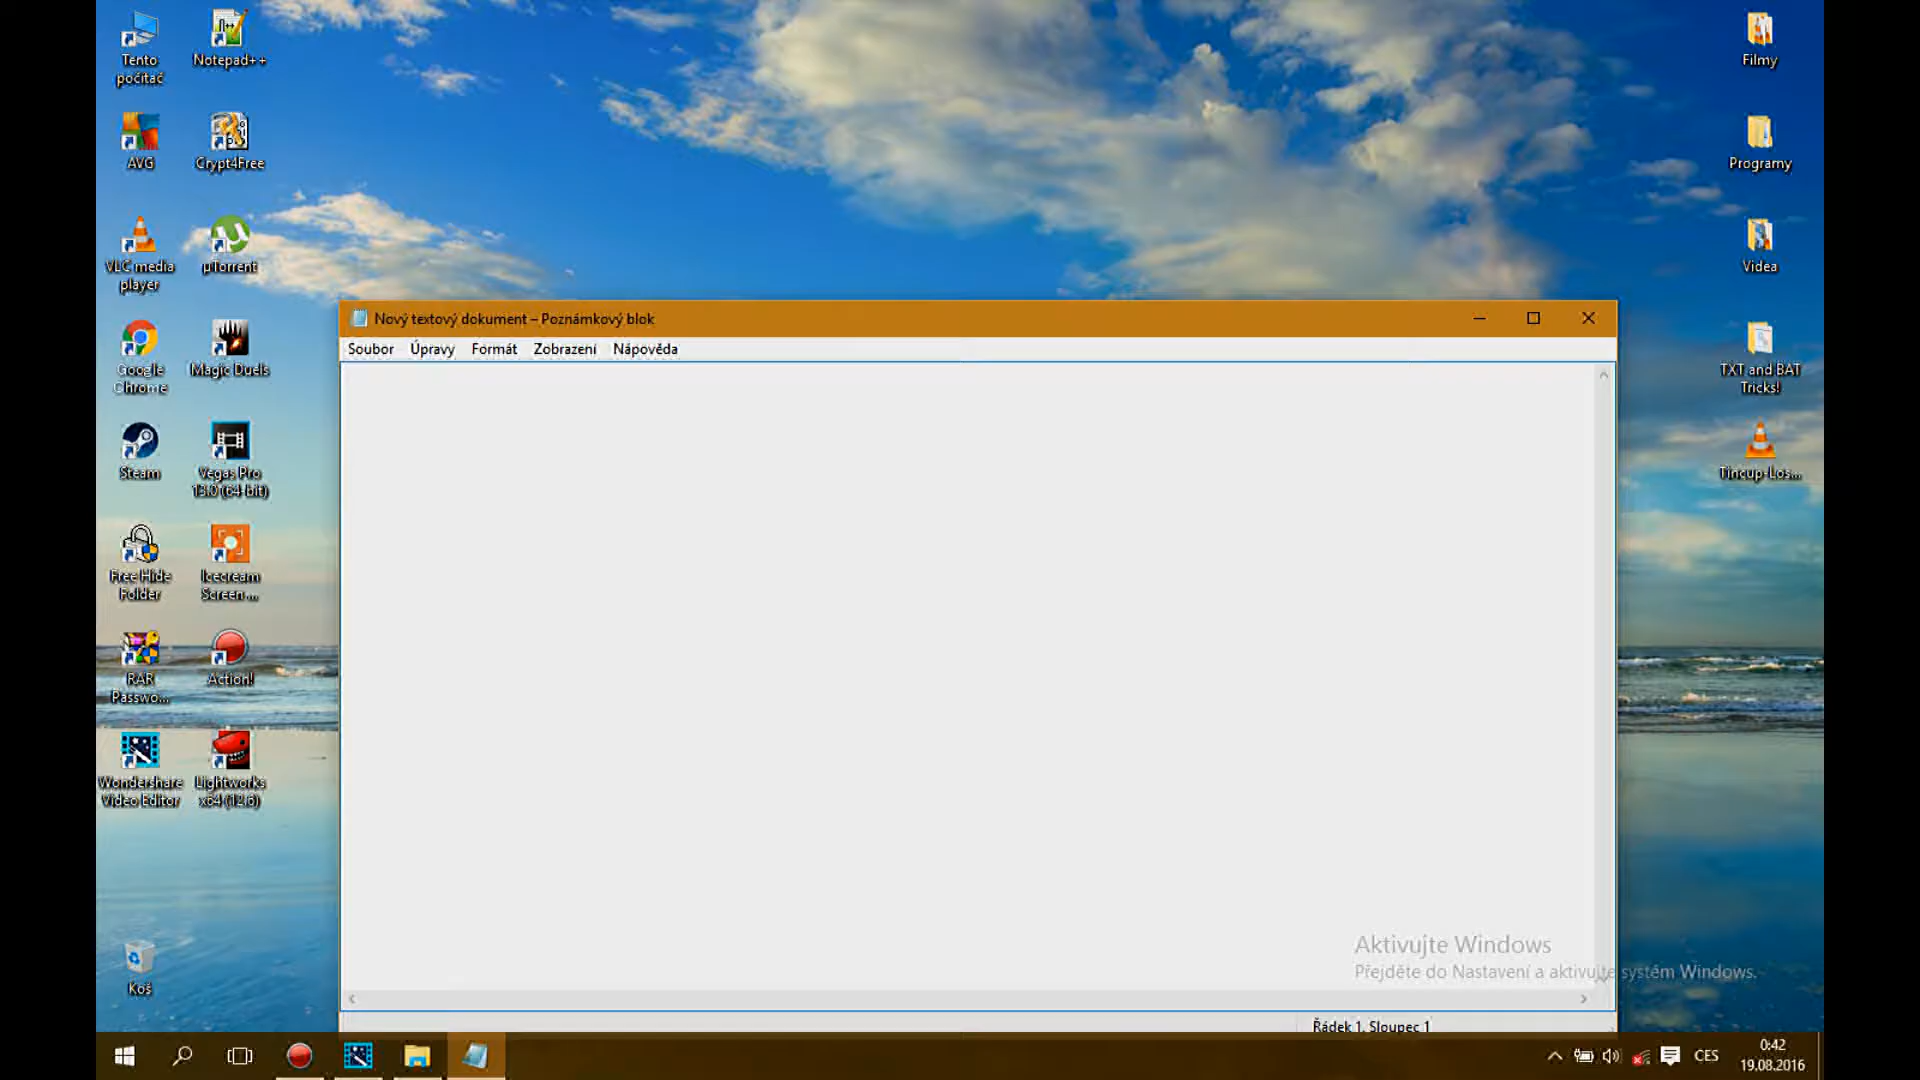 Tento
počítač
Notepad++
AVG
Crypt4Free
VLC media
player
µTorrent
Google
Chrome
Magic Duels
Steam
Vegas Pro
13.0 (64-bit)
Free Hide
Folder
Icecream
Screen ...
RAR
Passwo...
Action!
Wondershare
Video Editor
Lightworks
x64 (12.6)
Koš
Filmy
Programy
Videa
TXT and BAT
Tricks!
Tincup-Los...
Nový textový dokument – Poznámkový blok
Soubor Úpravy Formát Zobrazení Nápověda
Aktivujte Windows
Přejděte do Nastavení a aktivujte systém Windows.
Řádek 1, Sloupec 1
CES
0:42
19.08.2016